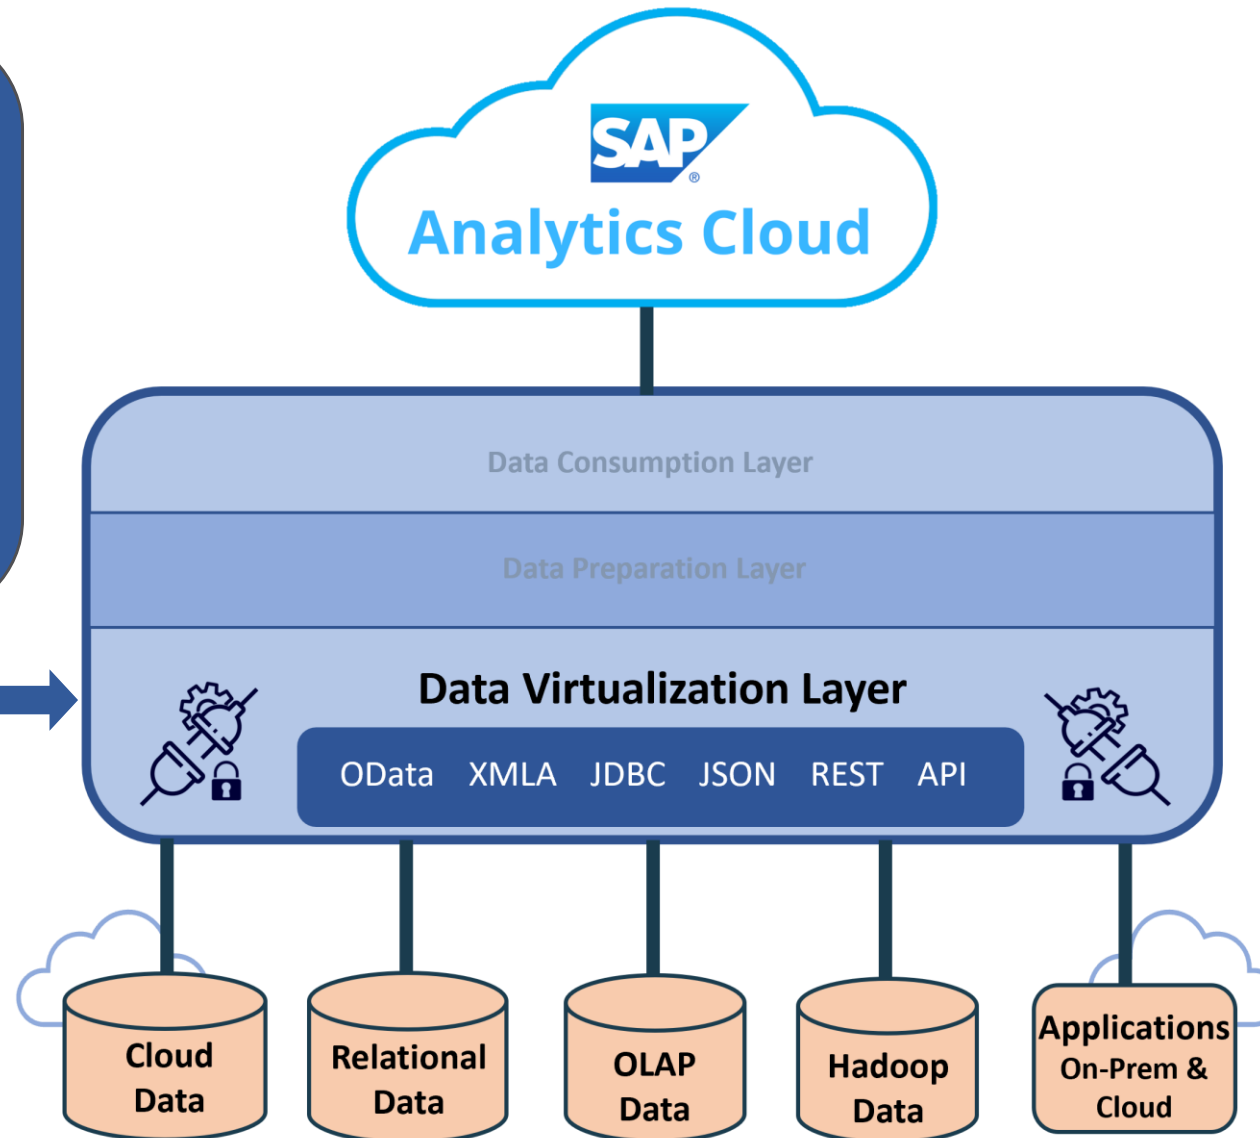 SAP
®
Analytics Cloud
Data Consumption Layer
Data Preparation Layer
Data Virtualization Layer
OData XMLA JDBC JSON REST API
Cloud
Data
Relational
Data
OLAP
Data
Hadoop
Data
Applications
On-Prem &
Cloud